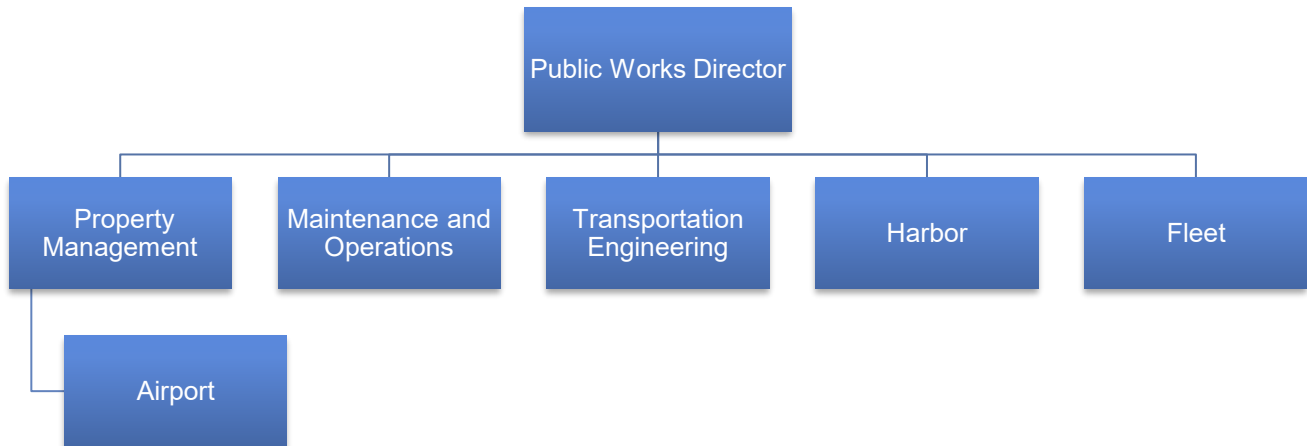 Public Works Director
Property
Management
Maintenance and
Operations
Transportation
Engineering
Harbor
Fleet
Airport